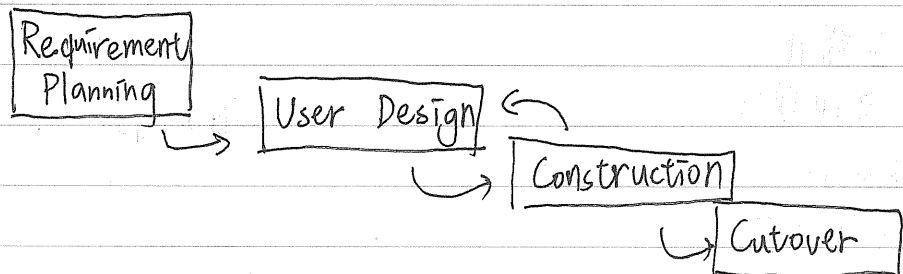 Requirement
Planning
User Design
Construction
Cutover